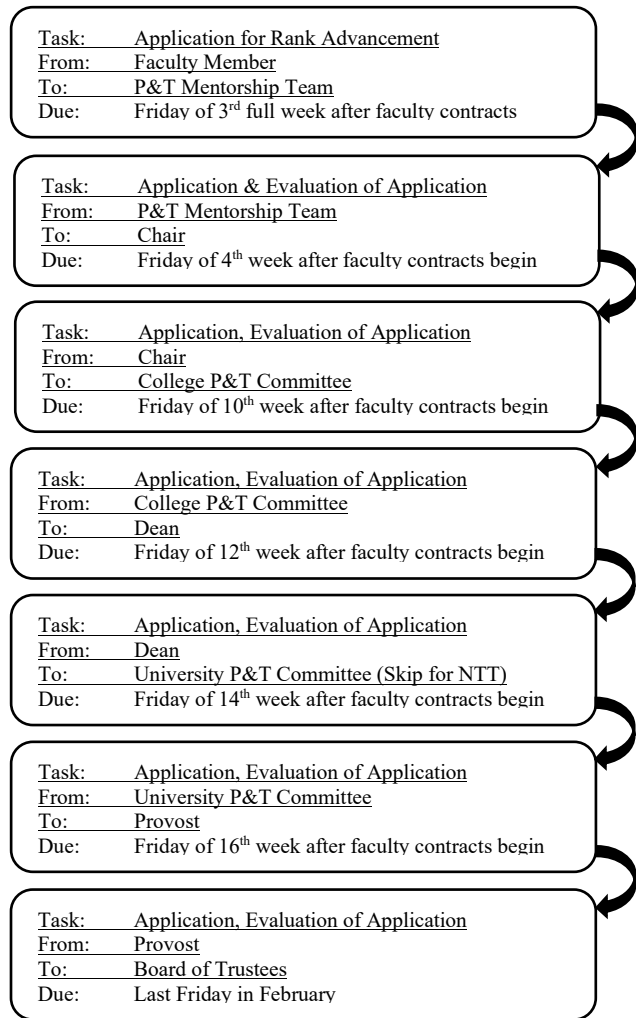 Task: Application for Rank Advancement
From: Faculty Member
To: P&T Mentorship Team
Due: Friday of 3rd full week after faculty contracts
Task: Application & Evaluation of Application
From: P&T Mentorship Team
To: Chair
Due: Friday of 4th week after faculty contracts begin
Task: Application, Evaluation of Application
From: Chair
To: College P&T Committee
Due: Friday of 10th week after faculty contracts begin
Task: Application, Evaluation of Application
From: College P&T Committee
To: Dean
Due: Friday of 12th week after faculty contracts begin
Task: Application, Evaluation of Application
From: Dean
To: University P&T Committee (Skip for NTT)
Due: Friday of 14th week after faculty contracts begin
Task: Application, Evaluation of Application
From: University P&T Committee
To: Provost
Due: Friday of 16th week after faculty contracts begin
Task: Application, Evaluation of Application
From: Provost
To: Board of Trustees
Due: Last Friday in February